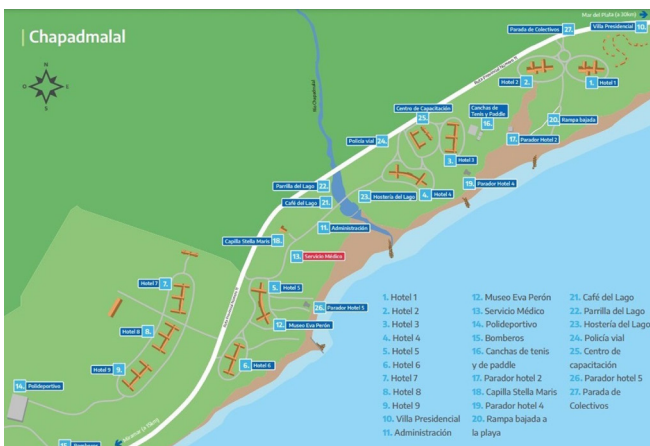 Mar del Plata (a 30km)
Chapadmalal
Parada de Colectivos 27.
Villa Presidencial 10.
N
O E
S
Río Chapadmalal
Hotel 2 2.
1. Hotel 1
Centro de Capacitación
25.
Canchas de
Tenis y Paddle
16.
20. Rampa bajada
17. Parador Hotel 2
Policía vial 24.
3. Hotel 3
19. Parador Hotel 4
Parrilla del Lago 22.
Café del Lago 21.
23. Hostería del Lago
4. Hotel 4
11. Administración
Capilla Stella Maris 18.
13. Servicio Médico
Hotel 7 7.
5. Hotel 5
26. Parador Hotel 5
Hotel 8 8.
12. Museo Eva Perón
Hotel 9 9.
6. Hotel 6
14. Polideportivo
15. Bomberos
1. Hotel 1
2. Hotel 2
3. Hotel 3
4. Hotel 4
5. Hotel 5
6. Hotel 6
7. Hotel 7
8. Hotel 8
9. Hotel 9
10. Villa Presidencial
11. Administración
12. Museo Eva Perón
13. Servicio Médico
14. Polideportivo
15. Bomberos
16. Canchas de tenis
y de paddle
17. Parador hotel 2
18. Capilla Stella Maris
19. Parador hotel 4
20. Rampa bajada a
la playa
21. Café del Lago
22. Parrilla del Lago
23. Hostería del Lago
24. Policía vial
25. Centro de
capacitación
26. Parador hotel 5
27. Parada de
Colectivos